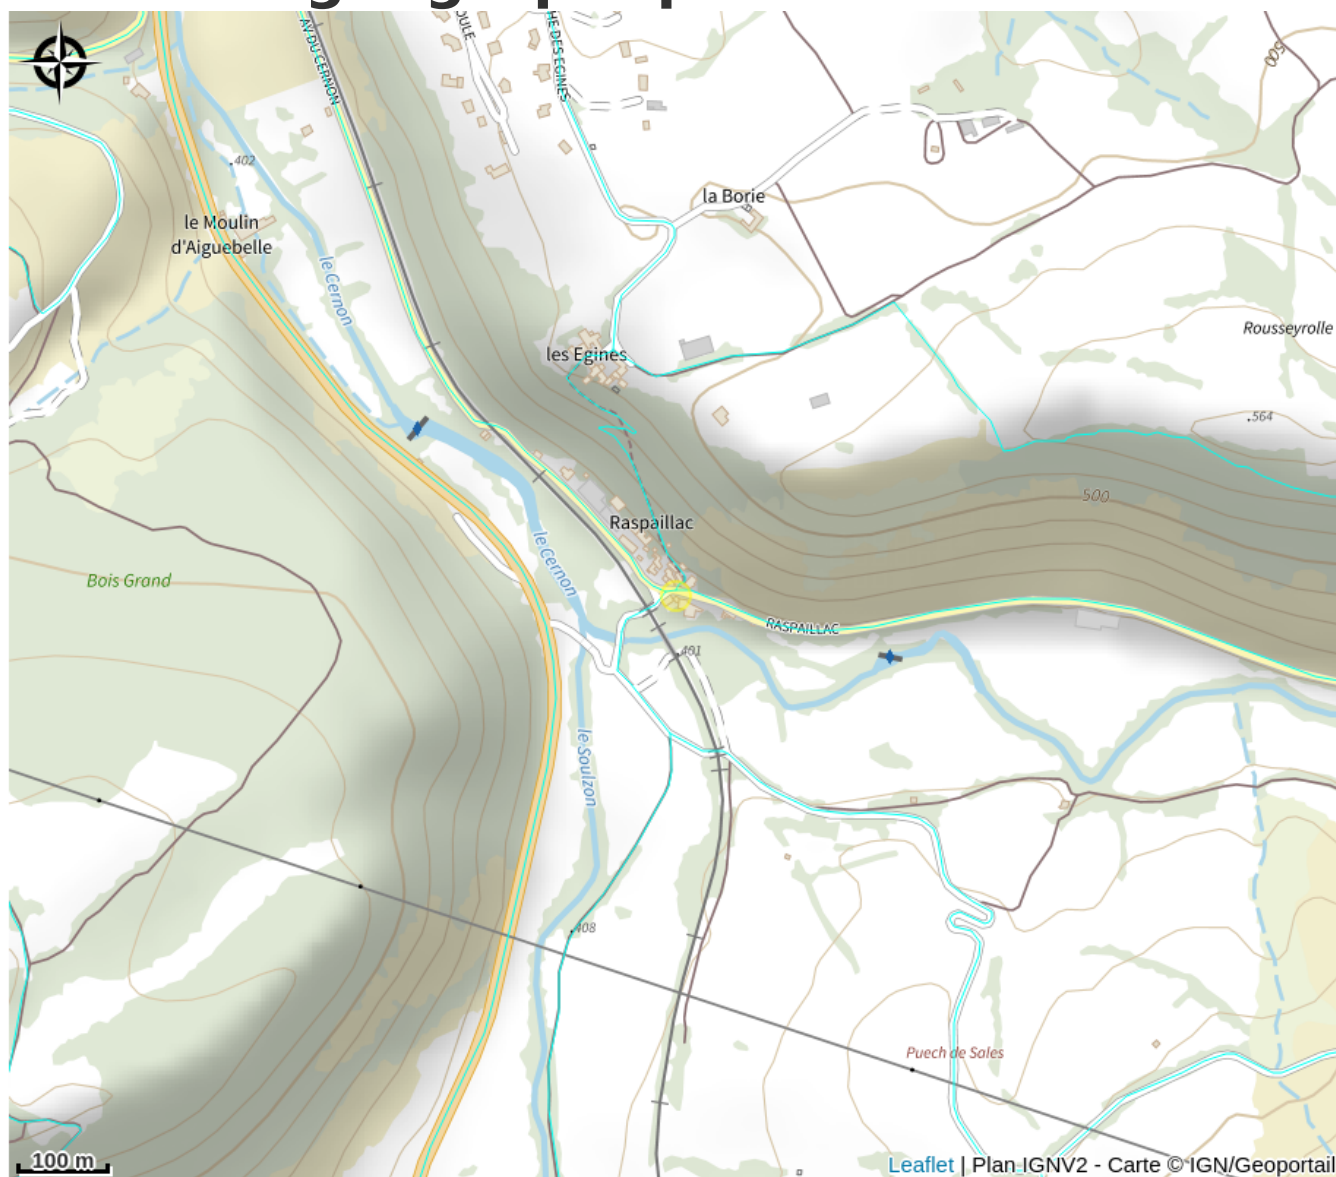 AV DU CERNON
OULE
HE DES EGINES
500
402
la Borie
le Moulin
d'Aiguebelle
le Cernon
Rousseyrolle
les Egines
564
500
Raspaillac
le Cernon
Bois Grand
RASPAILLAC
401
le Soulzon
408
Puech de Sales
100 m
Leaflet | Plan IGNV2 - Carte © IGN/Geoportail